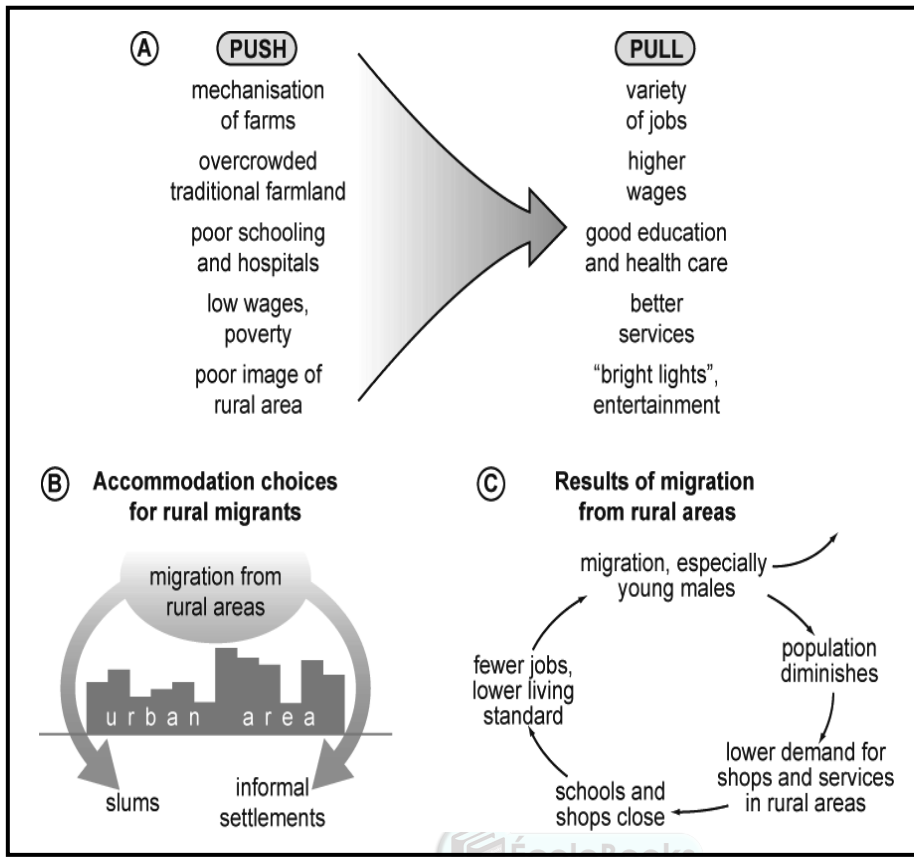 A
PUSH
mechanisation
of farms
overcrowded
traditional farmland
poor schooling
and hospitals
low wages,
poverty
poor image of
rural area
PULL
variety
of jobs
higher
wages
good education
and health care
better
services
"bright lights",
entertainment
B
Accommodation choices
for rural migrants
migration from
rural areas
urban area
slums
informal
settlements
C
Results of migration
from rural areas
migration, especially
young males
population
diminishes
lower demand for
shops and services
in rural areas
schools and
shops close
fewer jobs,
lower living
standard